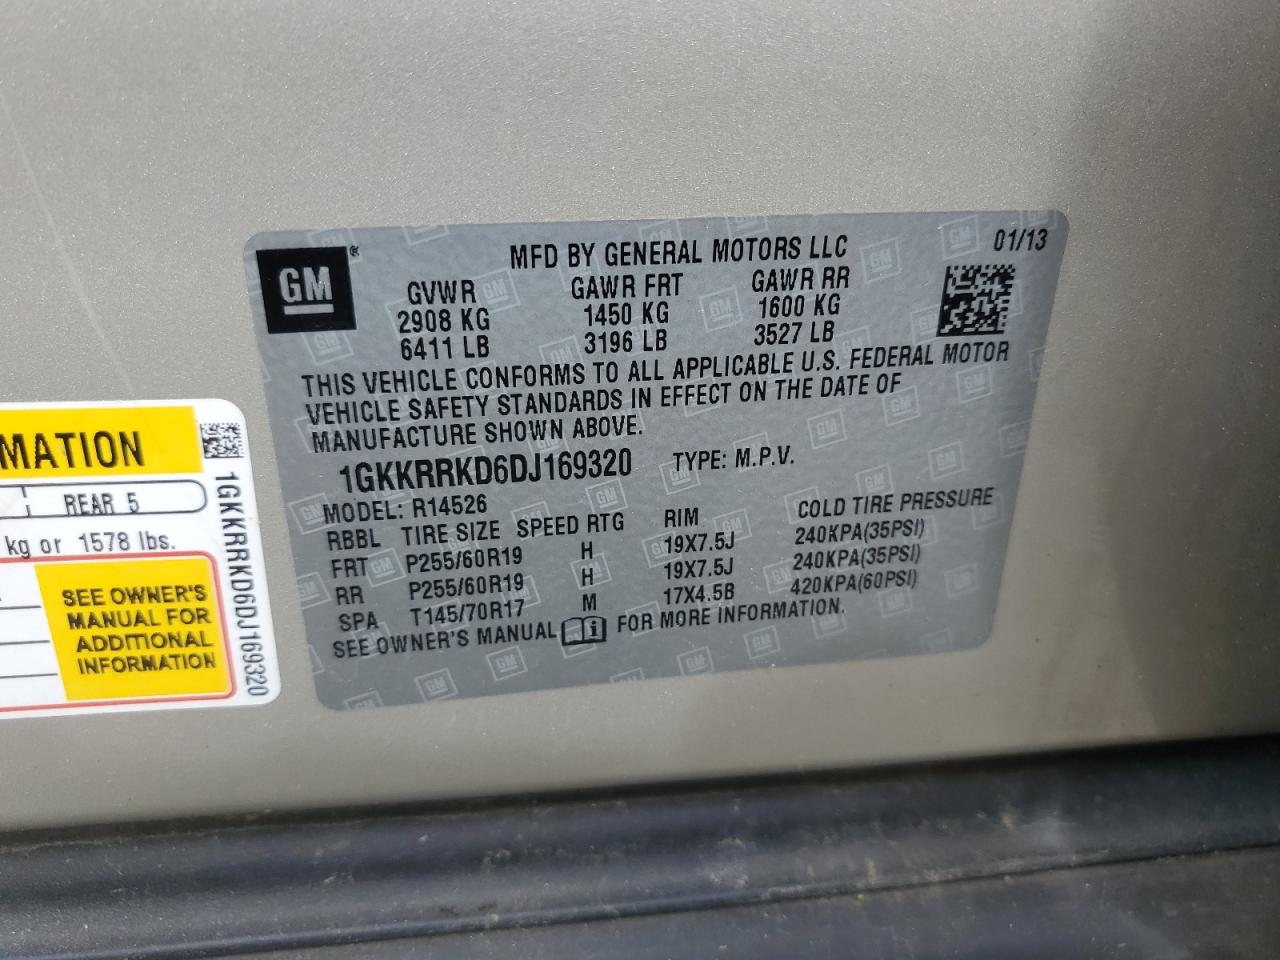 GM®
MFD BY GENERAL MOTORS LLC 01/13
GVWR GAWR FRT GAWR RR
2908 KG 1450 KG 1600 KG
6411 LB 3196 LB 3527 LB
THIS VEHICLE CONFORMS TO ALL APPLICABLE U.S. FEDERAL MOTOR
VEHICLE SAFETY STANDARDS IN EFFECT ON THE DATE OF
MANUFACTURE SHOWN ABOVE.
1GKKRRKD6DJ169320 TYPE: M.P.V.
MODEL: R14526
RBBL TIRE SIZE SPEED RTG RIM COLD TIRE PRESSURE
FRT P255/60R19 H 19X7.5J 240KPA(35PSI)
RR P255/60R19 H 19X7.5J 240KPA(35PSI)
SPA T145/70R17 M 17X4.5B 420KPA(60PSI)
SEE OWNER'S MANUAL i FOR MORE INFORMATION.
MATION
REAR 5
kg or 1578 lbs.
SEE OWNER'S
MANUAL FOR
ADDITIONAL
INFORMATION
1GKKRRKD6DJ169320